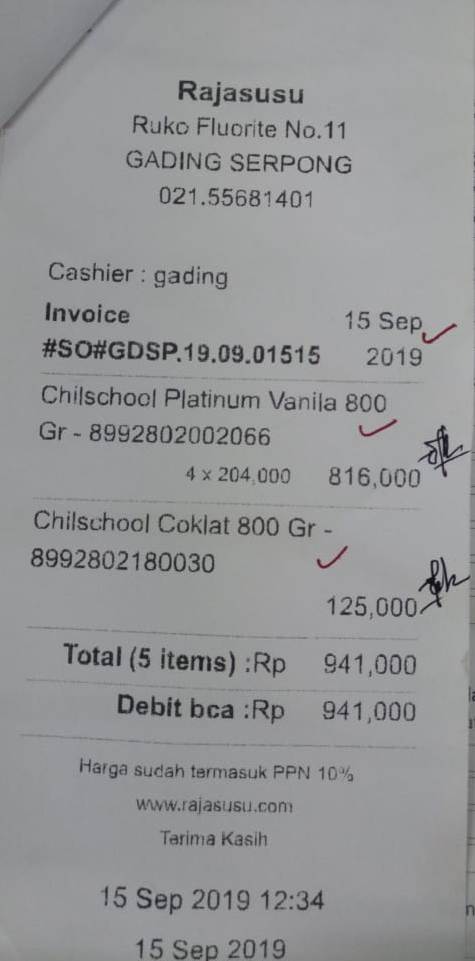 Rajasusu
Ruko Fluorite No.11
GADING SERPONG
021.55681401
Cashier : gading
Invoice 15 Sep
#SO#GDSP.19.09.01515 2019
Chilschool Platinum Vanila 800
Gr - 8992802002066
4 x 204,000 816,000
Chilschool Coklat 800 Gr -
8992802180030
125,000
Total (5 items) :Rp 941,000
Debit bca :Rp 941,000
Harga sudah termasuk PPN 10%
www.rajasusu.com
Terima Kasih
15 Sep 2019 12:34
15 Sep 2019